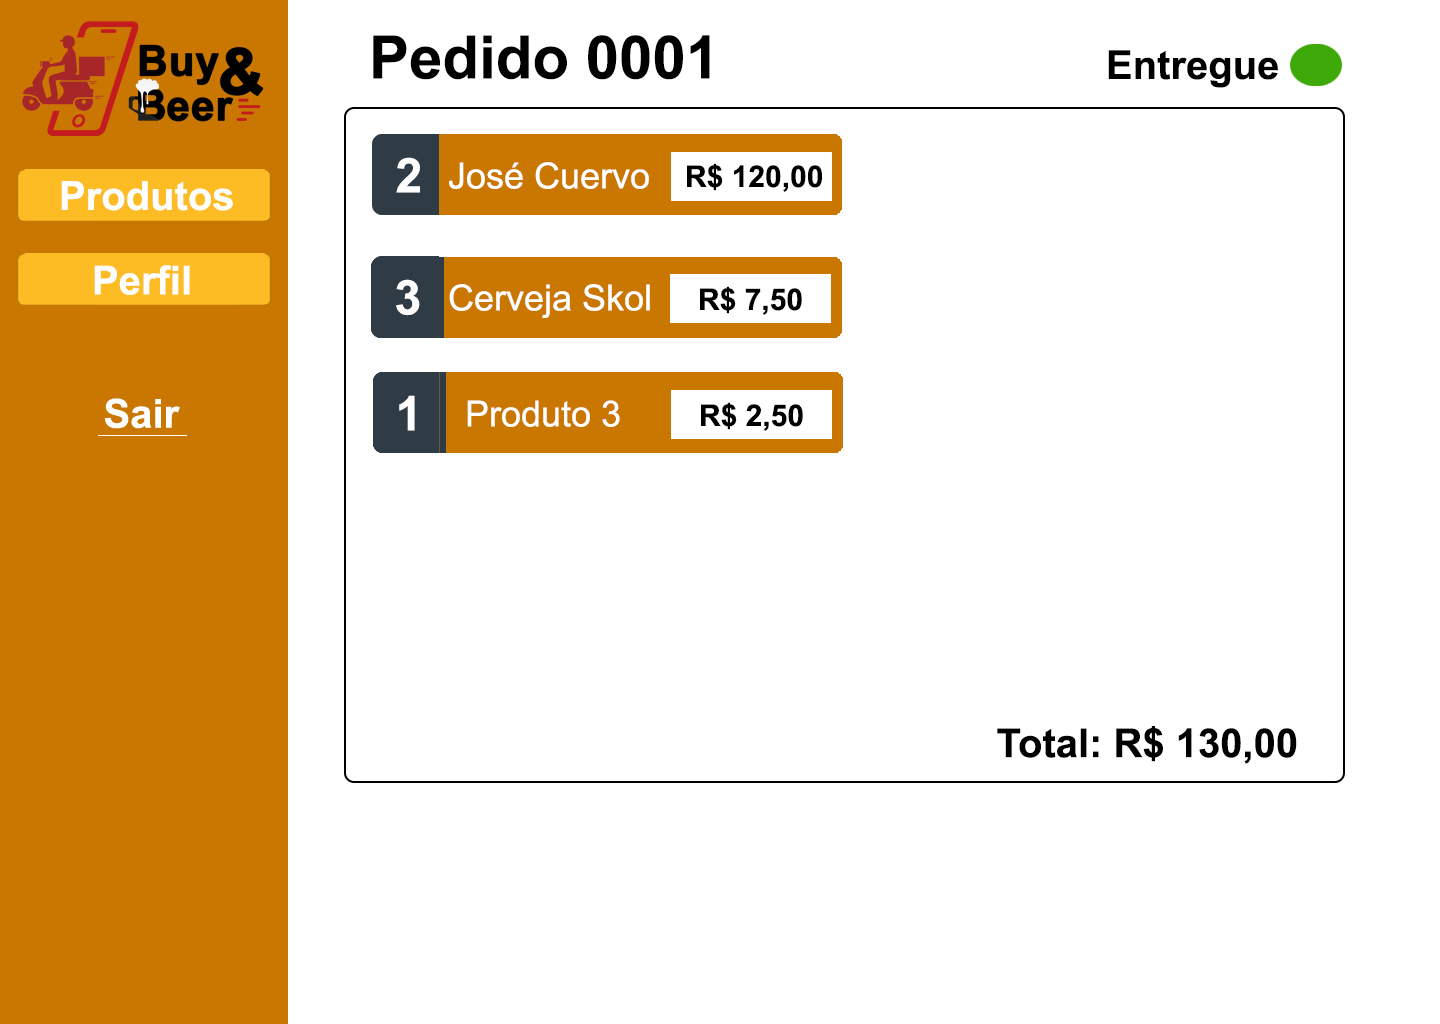 Buy &
Beer
Produtos
Perfil
Sair
Pedido 0001
Entregue
2 José Cuervo R$ 120,00
3 Cerveja Skol R$ 7,50
1 Produto 3 R$ 2,50
Total: R$ 130,00